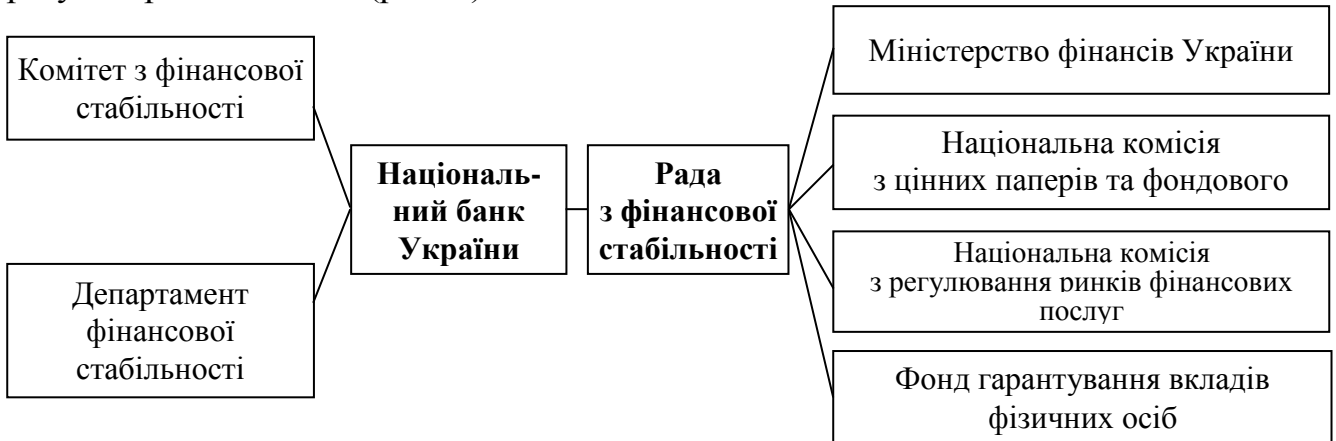 Комітет з фінансової
стабільності
Департамент
фінансової
стабільності
Національ-
ний банк
України
Рада
з фінансової
стабільності
Міністерство фінансів України
Національна комісія
з цінних паперів та фондового
Національна комісія
з регулювання ринків фінансових
послуг
Фонд гарантування вкладів
фізичних осіб